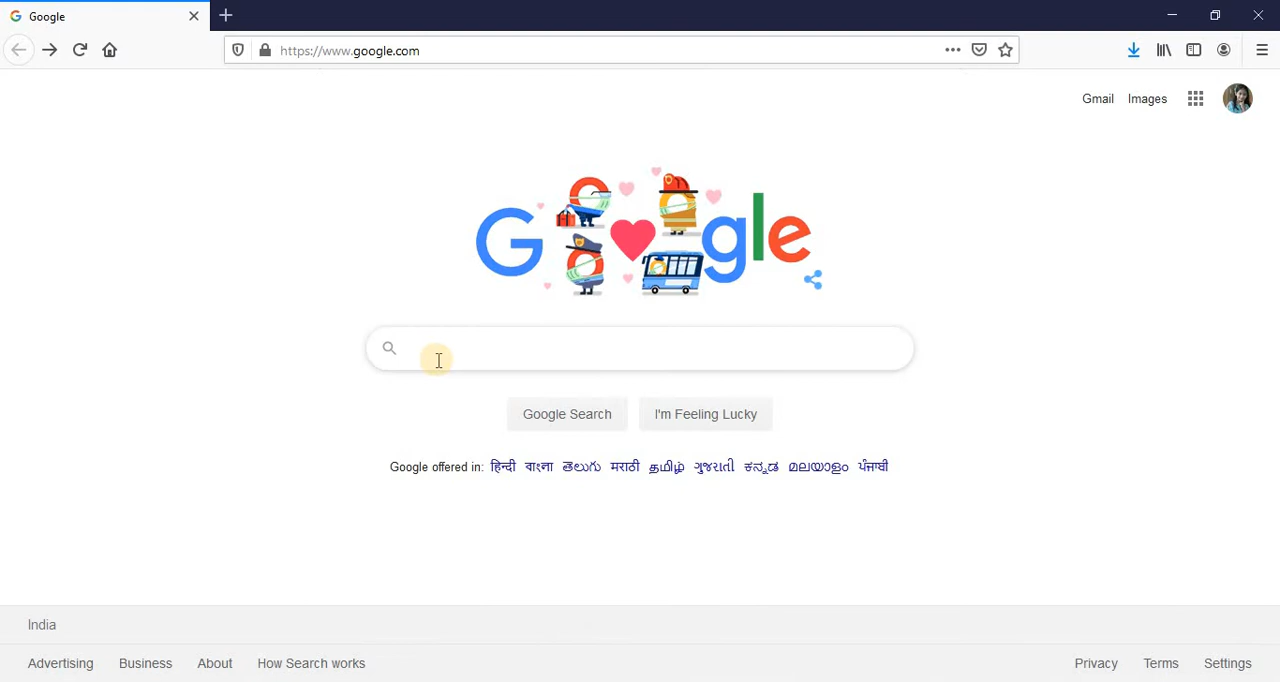 Google
https://www.google.com
Gmail Images
Google
Google Search I'm Feeling Lucky
Google offered in: हिन्दी বাংলা తెలుగు मराठी தமிழ் ગુજરાતી ಕನ್ನಡ മലയാളം ਪੰਜਾਬੀ
India
Advertising Business About How Search works Privacy Terms Settings